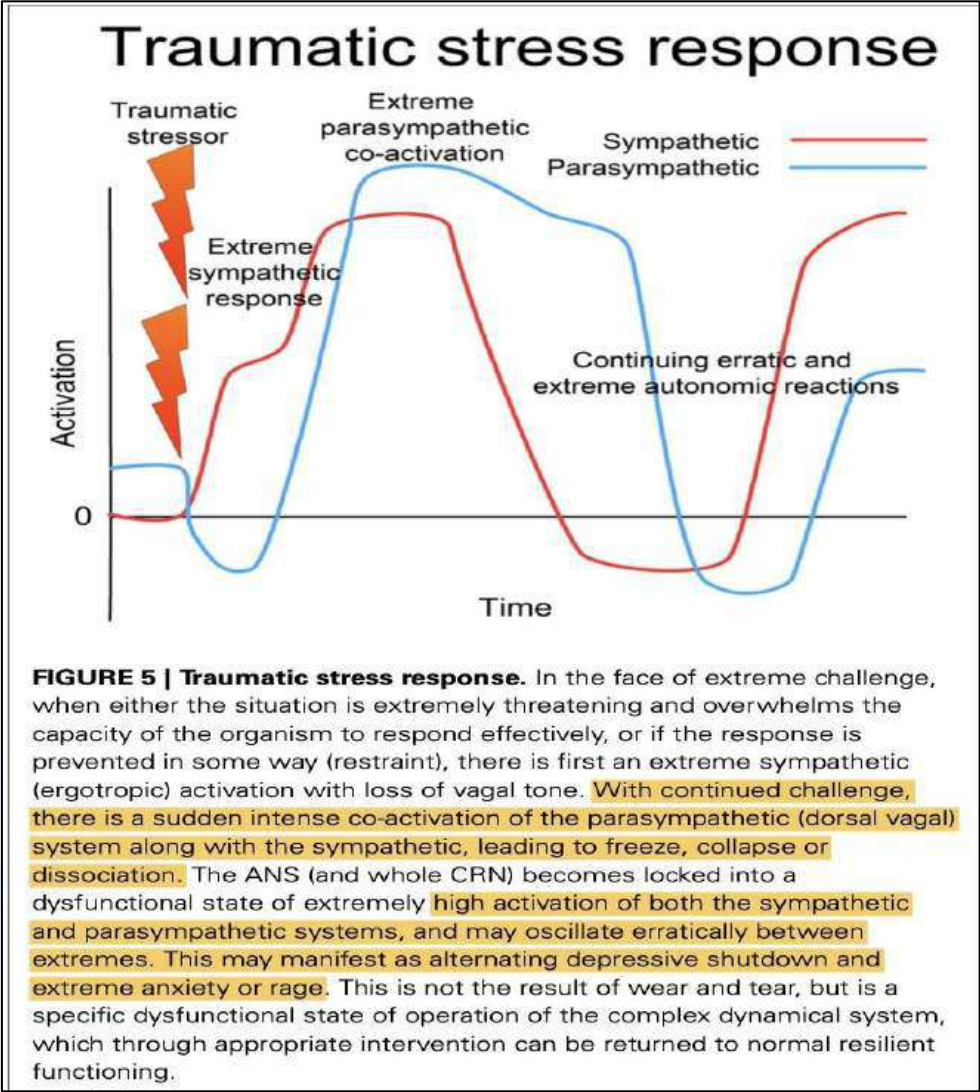 Traumatic stress response
Traumatic
stressor
Extreme
parasympathetic
co-activation
Sympathetic
Parasympathetic
Extreme
sympathetic
response
Continuing erratic and
extreme autonomic reactions
Activation
0
Time
FIGURE 5 | Traumatic stress response. In the face of extreme challenge,
when either the situation is extremely threatening and overwhelms the
capacity of the organism to respond effectively, or if the response is
prevented in some way (restraint), there is first an extreme sympathetic
(ergotropic) activation with loss of vagal tone. With continued challenge,
there is a sudden intense co-activation of the parasympathetic (dorsal vagal)
system along with the sympathetic, leading to freeze, collapse or
dissociation. The ANS (and whole CRN) becomes locked into a
dysfunctional state of extremely high activation of both the sympathetic
and parasympathetic systems, and may oscillate erratically between
extremes. This may manifest as alternating depressive shutdown and
extreme anxiety or rage. This is not the result of wear and tear, but is a
specific dysfunctional state of operation of the complex dynamical system,
which through appropriate intervention can be returned to normal resilient
functioning.